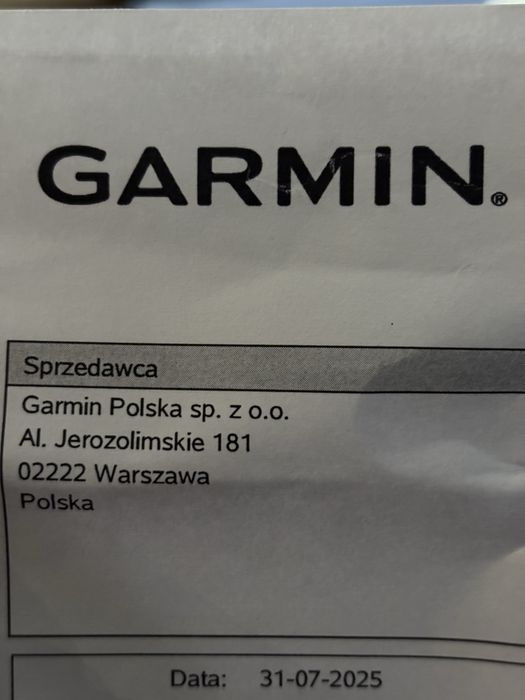 GARMIN®
Sprzedawca
Garmin Polska sp. z o.o.
Al. Jerozolimskie 181
02222 Warszawa
Polska
Data: 31-07-2025